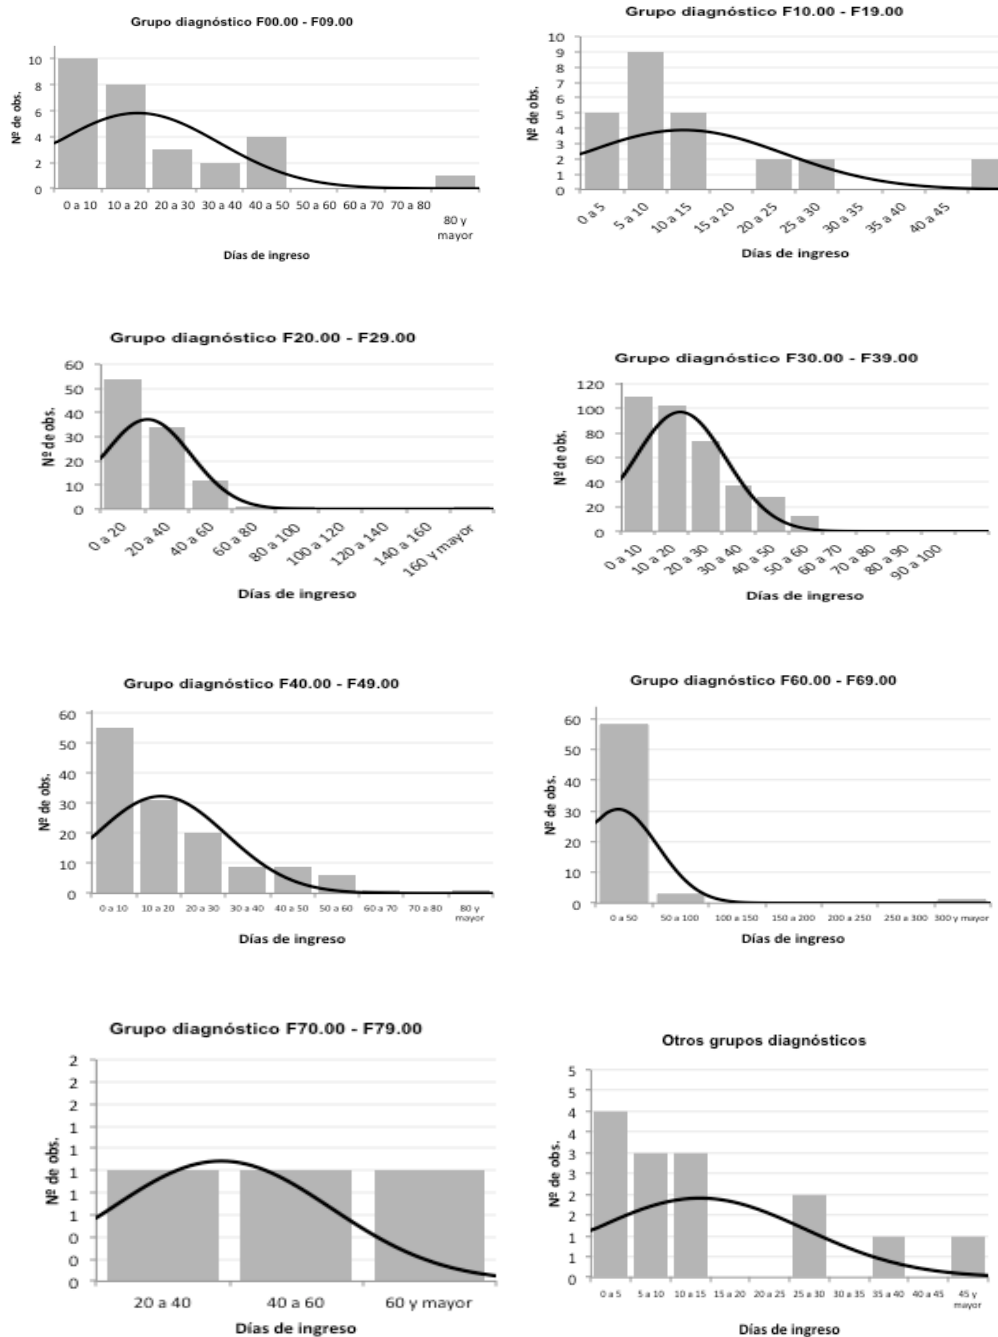 Grupo diagnóstico F00.00 - F09.00
Nº de obs.
10
8
6
4
2
0
0 a 10 10 a 20 20 a 30 30 a 40 40 a 50 50 a 60 60 a 70 70 a 80 80 y mayor
Días de ingreso
Grupo diagnóstico F10.00 - F19.00
Nº de obs.
10
9
8
7
6
5
4
3
2
1
0
0 a 5 5 a 10 10 a 15 15 a 20 20 a 25 25 a 30 30 a 35 35 a 40 40 a 45
Días de ingreso
Grupo diagnóstico F20.00 - F29.00
Nº de obs.
60
50
40
30
20
10
0
0 a 20 20 a 40 40 a 60 60 a 80 80 a 100 100 a 120 120 a 140 140 a 160 160 y mayor
Días de ingreso
Grupo diagnóstico F30.00 - F39.00
Nº de obs.
120
100
80
60
40
20
0
0 a 10 10 a 20 20 a 30 30 a 40 40 a 50 50 a 60 60 a 70 70 a 80 80 a 90 90 a 100
Días de ingreso
Grupo diagnóstico F40.00 - F49.00
Nº de obs.
60
50
40
30
20
10
0
0 a 10 10 a 20 20 a 30 30 a 40 40 a 50 50 a 60 60 a 70 70 a 80 80 y mayor
Días de ingreso
Grupo diagnóstico F60.00 - F69.00
Nº de obs.
60
50
40
30
20
10
0
0 a 50 50 a 100 100 a 150 150 a 200 200 a 250 250 a 300 300 y mayor
Días de ingreso
Grupo diagnóstico F70.00 - F79.00
Nº de obs.
2
2
2
1
1
1
1
1
0
0
0
20 a 40 40 a 60 60 y mayor
Días de ingreso
Otros grupos diagnósticos
Nº de obs.
5
5
4
4
3
3
2
2
1
1
0
0 a 5 5 a 10 10 a 15 15 a 20 20 a 25 25 a 30 30 a 35 35 a 40 40 a 45 45 y mayor
Días de ingreso